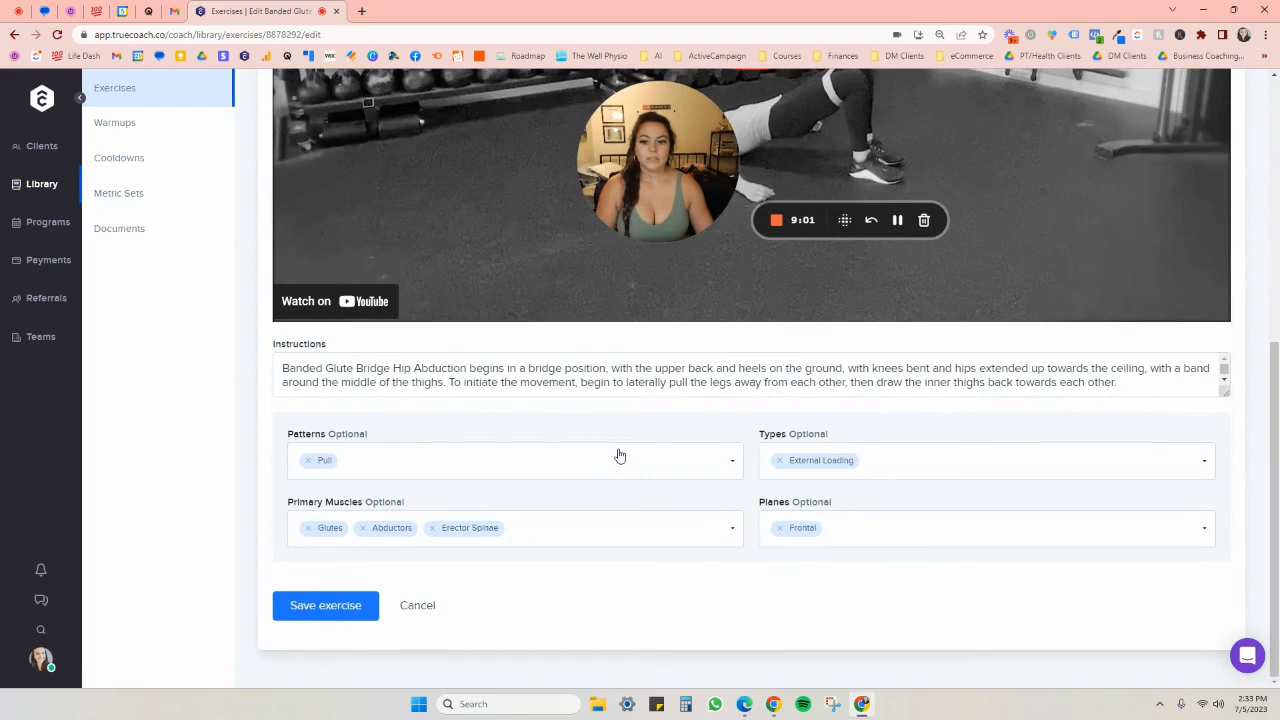 Exercises | Edit Banded Glute
app.truecoach.co/coach/library/exercises/8878292/edit
Life Dash
WIX
Roadmap
The Well Physio
AI
ActiveCampaign
Courses
Finances
DM Clients
eCommerce
PT/Health Clients
DM Clients
Business Coaching...
Exercises
Warmups
Cooldowns
Metric Sets
Documents
Clients
Library
Programs
Payments
Referrals
Teams
9:01
Watch on YouTube
Instructions
Banded Glute Bridge Hip Abduction begins in a bridge position, with the upper back and heels on the ground, with knees bent and hips extended up towards the ceiling, with a band
around the middle of the thighs. To initiate the movement, begin to laterally pull the legs away from each other, then draw the inner thighs back towards each other.
Patterns Optional
Types Optional
× Pull
× External Loading
Primary Muscles Optional
Planes Optional
× Glutes × Abductors × Erector Spinae
× Frontal
Save exercise
Cancel
Search
2:33 PM
7/5/2023